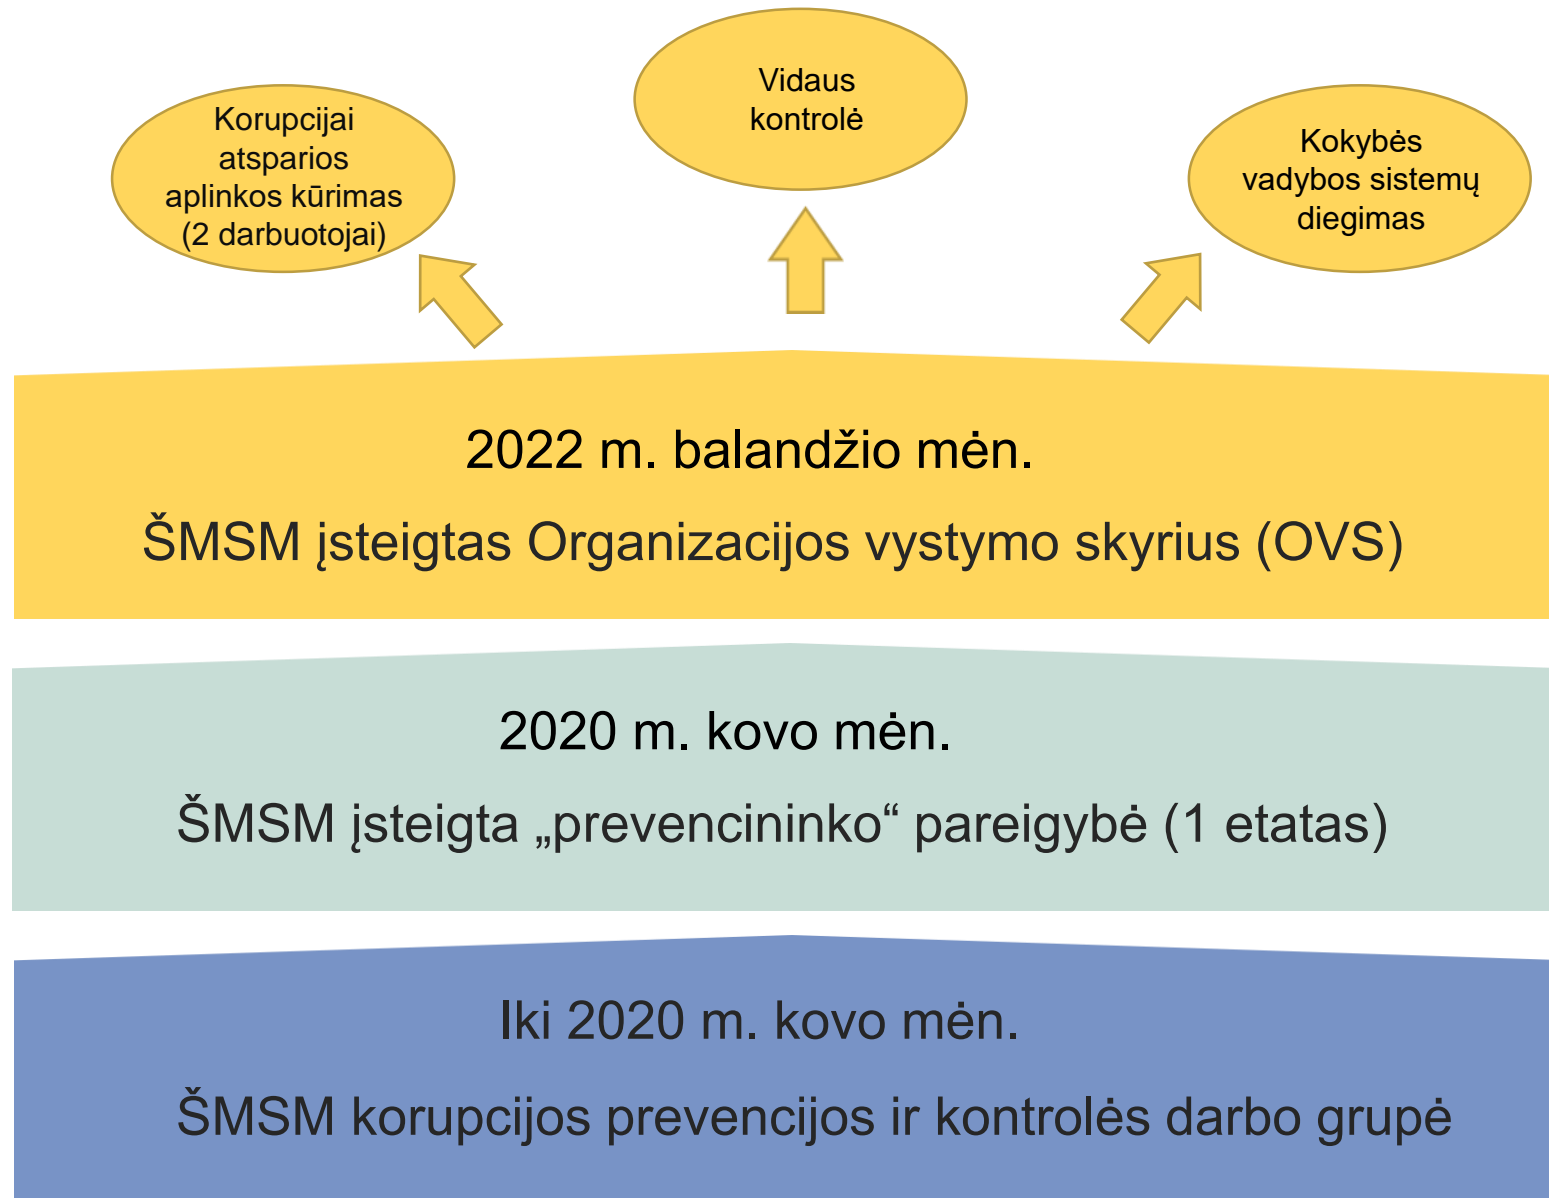 Korupcijai
atsparios
aplinkos kūrimas
(2 darbuotojai)
Vidaus
kontrolė
Kokybės
vadybos sistemų
diegimas
2022 m. balandžio mėn.
ŠMSM įsteigtas Organizacijos vystymo skyrius (OVS)
2020 m. kovo mėn.
ŠMSM įsteigta „prevencininko“ pareigybė (1 etatas)
Iki 2020 m. kovo mėn.
ŠMSM korupcijos prevencijos ir kontrolės darbo grupė